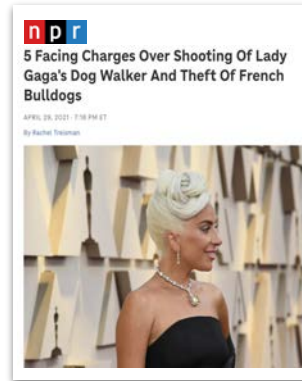 npr
5 Facing Charges Over Shooting Of Lady
Gaga's Dog Walker And Theft Of French
Bulldogs
APRIL 29, 2021 · 7:16 PM ET
By Rachel Treisman